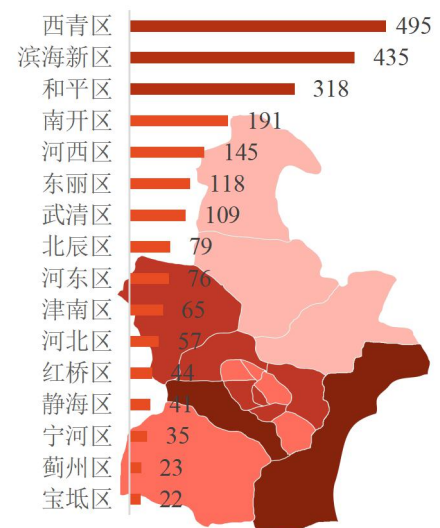 西青区 495
滨海新区 435
和平区 318
南开区 191
河西区 145
东丽区 118
武清区 109
北辰区 79
河东区 76
津南区 65
河北区 57
红桥区 44
静海区 41
宁河区 35
蓟州区 23
宝坻区 22